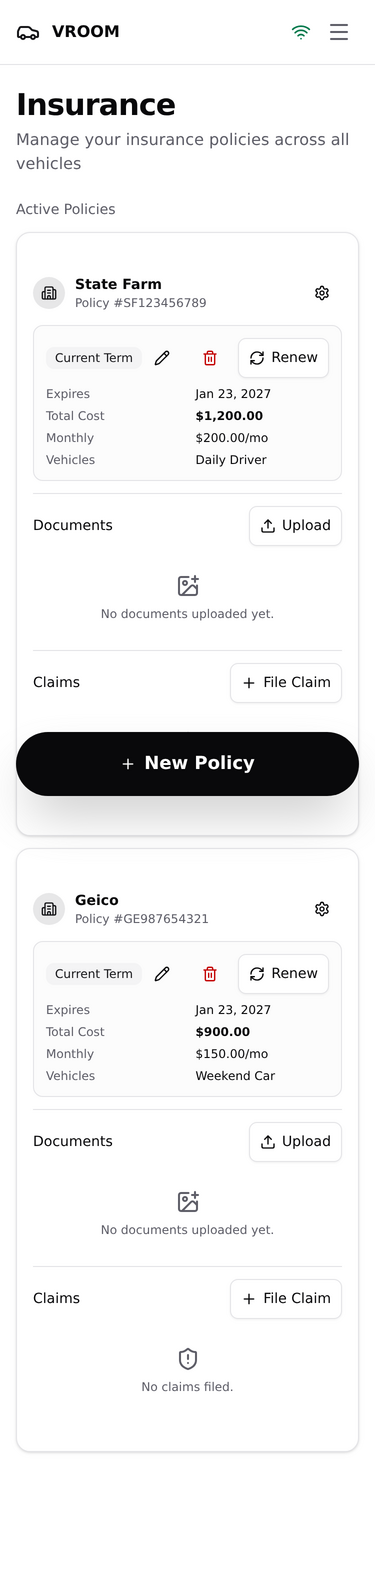 VROOM
Insurance
Manage your insurance policies across all
vehicles
Active Policies
State Farm
Policy #SF123456789
Current Term
Renew
Expires Jan 23, 2027
Total Cost $1,200.00
Monthly $200.00/mo
Vehicles Daily Driver
Documents Upload
No documents uploaded yet.
Claims + File Claim
+ New Policy
Geico
Policy #GE987654321
Current Term
Renew
Expires Jan 23, 2027
Total Cost $900.00
Monthly $150.00/mo
Vehicles Weekend Car
Documents Upload
No documents uploaded yet.
Claims + File Claim
No claims filed.